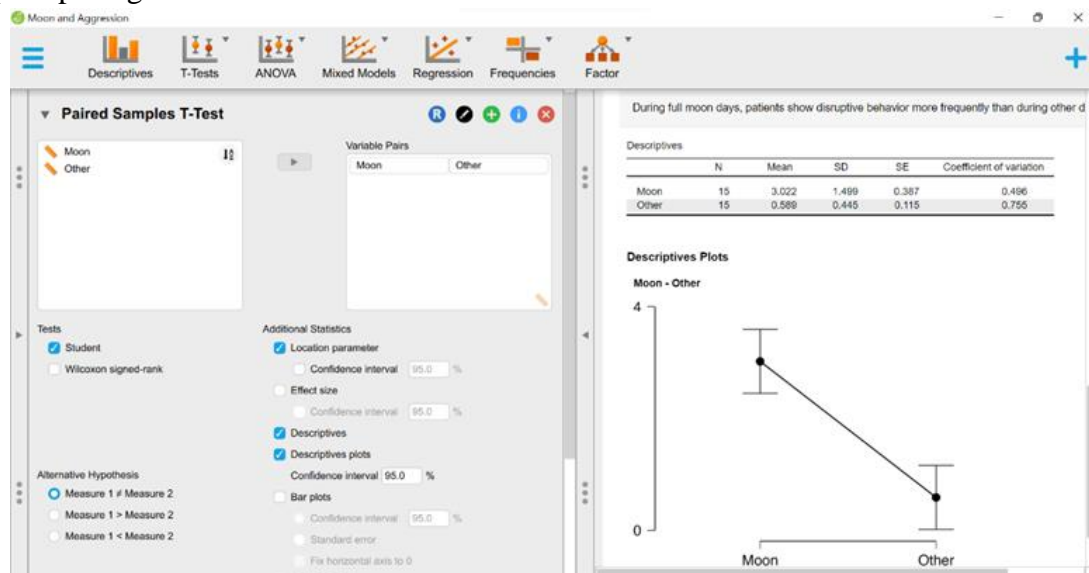 Moon and Aggression
Descriptives T-Tests ANOVA Mixed Models Regression Frequencies Factor
Paired Samples T-Test
Moon
Other
Variable Pairs
Moon Other
Tests
Student
Wilcoxon signed-rank
Alternative Hypothesis
Measure 1 ≠ Measure 2
Measure 1 > Measure 2
Measure 1 < Measure 2
Additional Statistics
Location parameter
Confidence interval 95.0 %
Effect size
Confidence interval 95.0 %
Descriptives
Descriptives plots
Confidence interval 95.0 %
Bar plots
Confidence interval 95.0 %
Standard error
Fix horizontal axis to 0
During full moon days, patients show disruptive behavior more frequently than during other d
Descriptives
N Mean SD SE Coefficient of variation
Moon 15 3.022 1.499 0.387 0.496
Other 15 0.589 0.445 0.115 0.755
Descriptives Plots
Moon - Other
4
0
Moon Other